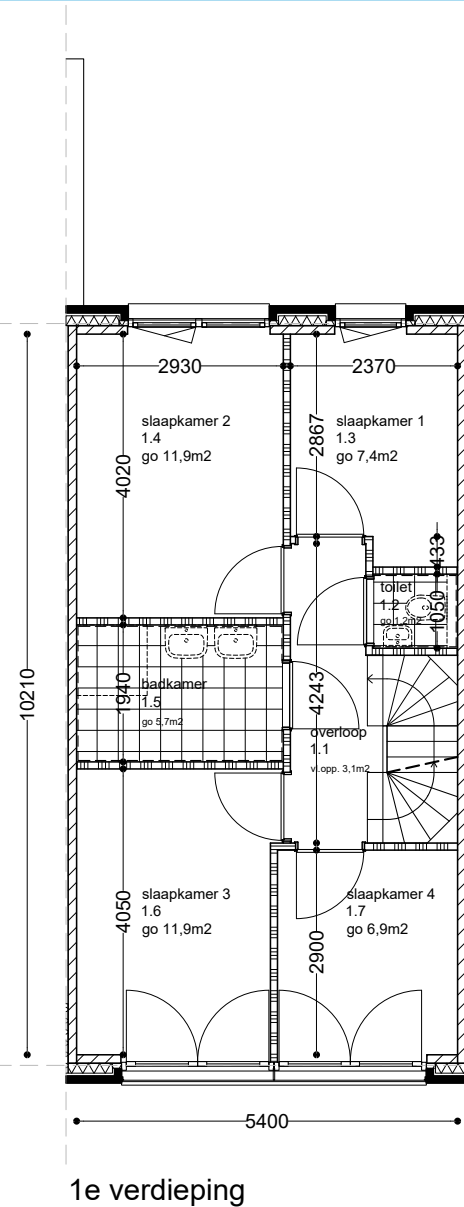 2930
2370
slaapkamer 2
1.4
go 11,9m2
slaapkamer 1
1.3
go 7,4m2
2867
4020
433
toilet
1.2
go 1,2m2
1050
10210
1940
badkamer
1.5
go 5,7m2
4243
overloop
1.1
vl.opp. 3,1m2
slaapkamer 3
1.6
go 11,9m2
slaapkamer 4
1.7
go 6,9m2
4050
2900
5400
1e verdieping